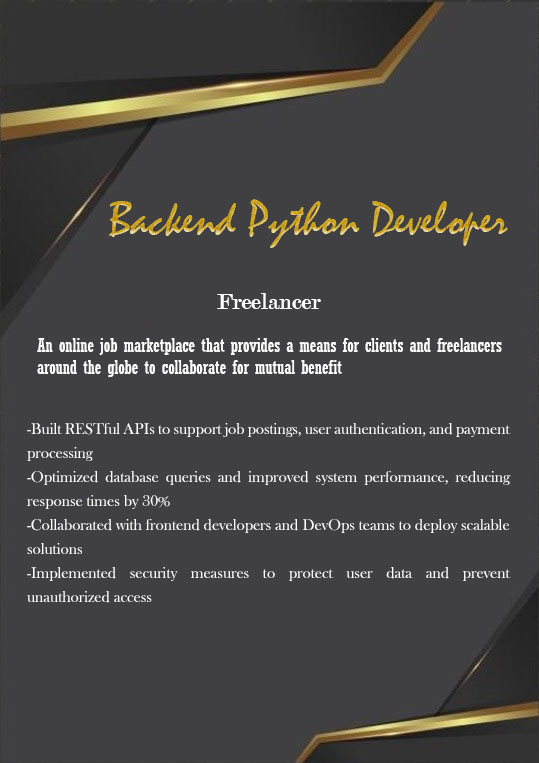 Backend Python Developer
Freelancer
An online job marketplace that provides a means for clients and freelancers
around the globe to collaborate for mutual benefit
-Built RESTful APIs to support job postings, user authentication, and payment
processing
-Optimized database queries and improved system performance, reducing
response times by 30%
-Collaborated with frontend developers and DevOps teams to deploy scalable
solutions
-Implemented security measures to protect user data and prevent
unauthorized access